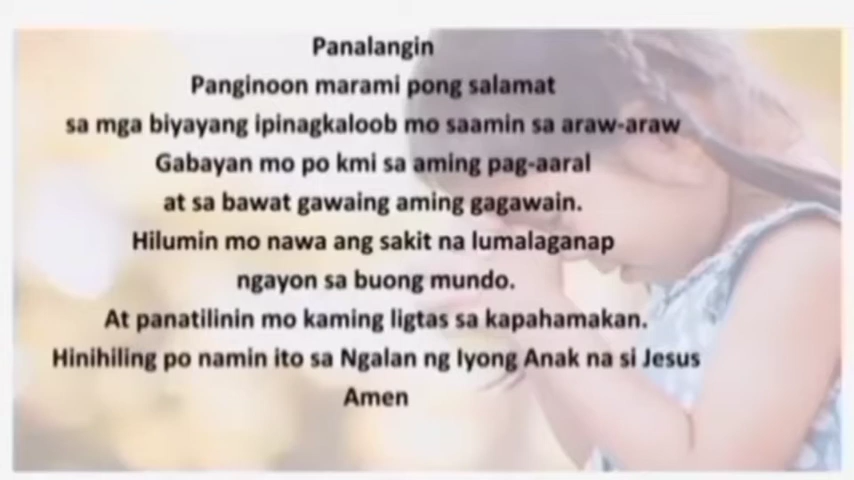 Panalangin
Panginoon marami pong salamat
sa mga biyayang ipinagkaloob mo saamin sa araw-araw
Gabayan mo po kmi sa aming pag-aaral
at sa bawat gawaing aming gagawain.
Hilumin mo nawa ang sakit na lumalaganap
ngayon sa buong mundo.
At panatilinin mo kaming ligtas sa kapahamakan.
Hinihiling po namin ito sa Ngalan ng Iyong Anak na si Jesus
Amen